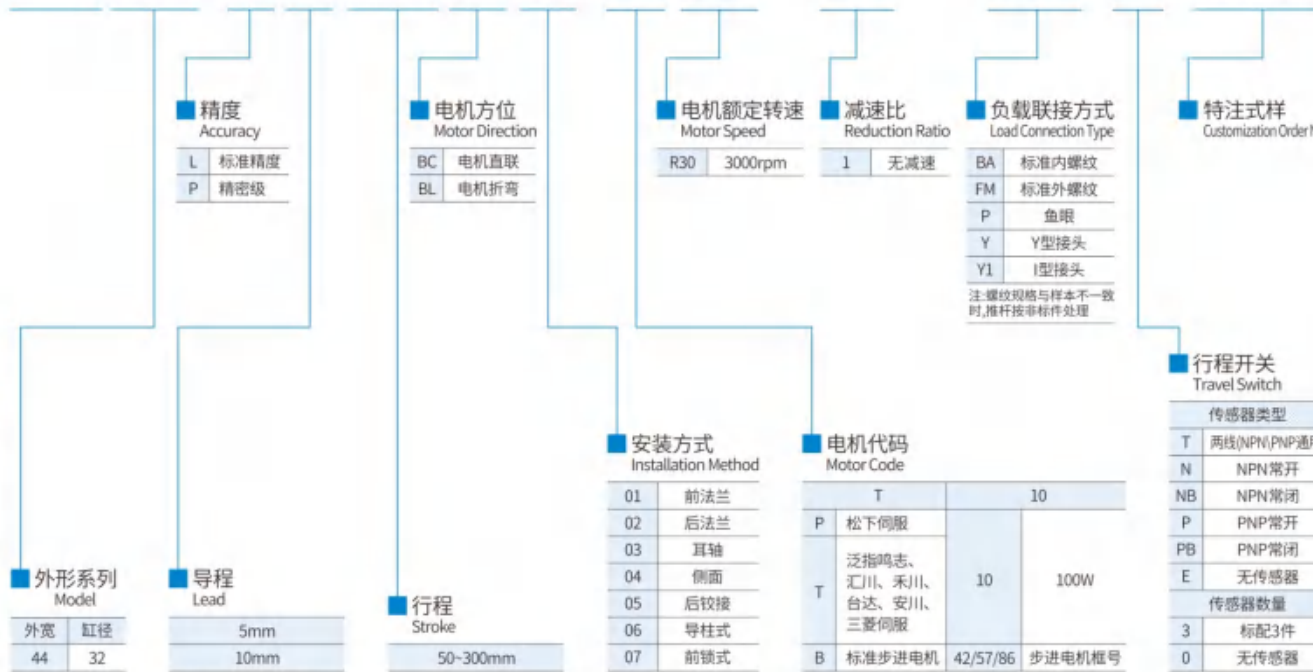 精度
Accuracy
L 标准精度
P 精密级
电机方位
Motor Direction
BC 电机直联
BL 电机折弯
电机额定转速
Motor Speed
R30 3000rpm
减速比
Reduction Ratio
1 无减速
负载联接方式
Load Connection Type
BA 标准内螺纹
FM 标准外螺纹
P 鱼眼
Y Y型接头
Y1 I型接头
注:螺纹规格与样本不一致
时,推杆按非标件处理
特注式样
Customization Order
行程开关
Travel Switch
传感器类型
T 两线(NPN\PNP通用
N NPN常开
NB NPN常闭
P PNP常开
PB PNP常闭
E 无传感器
传感器数量
3 标配3件
0 无传感器
安装方式
Installation Method
01 前法兰
02 后法兰
03 耳轴
04 侧面
05 后铰接
06 导柱式
07 前锁式
电机代码
Motor Code
T 10
P 松下伺服
T 泛指鸣志、
汇川、禾川、
台达、安川、
三菱伺服
10 100W
B 标准步进电机 42/57/86 步进电机框号
外形系列
Model
外宽 缸径
44 32
导程
Lead
5mm
10mm
行程
Stroke
50~300mm